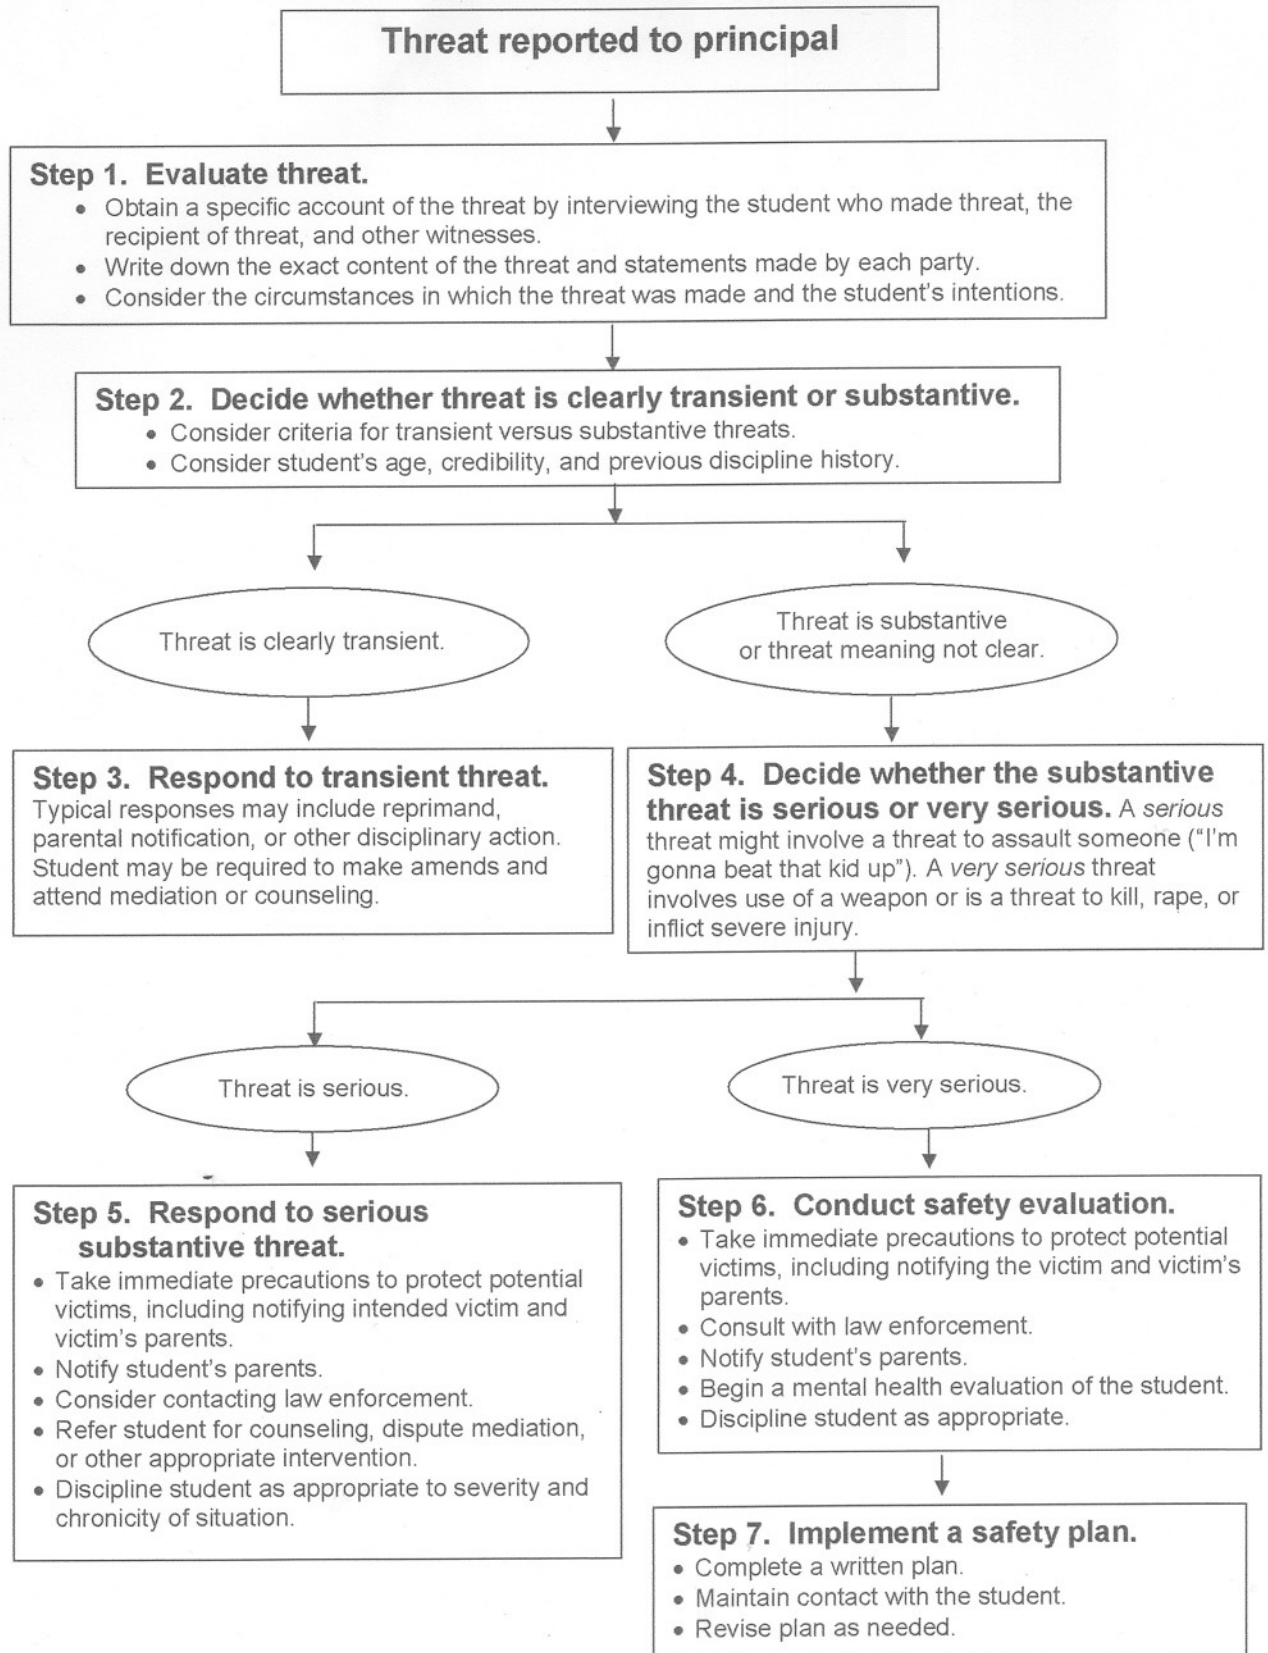 Threat reported to principal
Step 1. Evaluate threat.
• Obtain a specific account of the threat by interviewing the student who made threat, the
recipient of threat, and other witnesses.
• Write down the exact content of the threat and statements made by each party.
• Consider the circumstances in which the threat was made and the student's intentions.
Step 2. Decide whether threat is clearly transient or substantive.
• Consider criteria for transient versus substantive threats.
• Consider student's age, credibility, and previous discipline history.
Threat is clearly transient.
Threat is substantive
or threat meaning not clear.
Step 3. Respond to transient threat.
Typical responses may include reprimand,
parental notification, or other disciplinary action.
Student may be required to make amends and
attend mediation or counseling.
Step 4. Decide whether the substantive
threat is serious or very serious. A serious
threat might involve a threat to assault someone ("I'm
gonna beat that kid up"). A very serious threat
involves use of a weapon or is a threat to kill, rape, or
inflict severe injury.
Threat is serious.
Threat is very serious.
Step 5. Respond to serious
substantive threat.
• Take immediate precautions to protect potential
victims, including notifying intended victim and
victim's parents.
• Notify student's parents.
• Consider contacting law enforcement.
• Refer student for counseling, dispute mediation,
or other appropriate intervention.
• Discipline student as appropriate to severity and
chronicity of situation.
Step 6. Conduct safety evaluation.
• Take immediate precautions to protect potential
victims, including notifying the victim and victim's
parents.
• Consult with law enforcement.
• Notify student's parents.
• Begin a mental health evaluation of the student.
• Discipline student as appropriate.
Step 7. Implement a safety plan.
• Complete a written plan.
• Maintain contact with the student.
• Revise plan as needed.